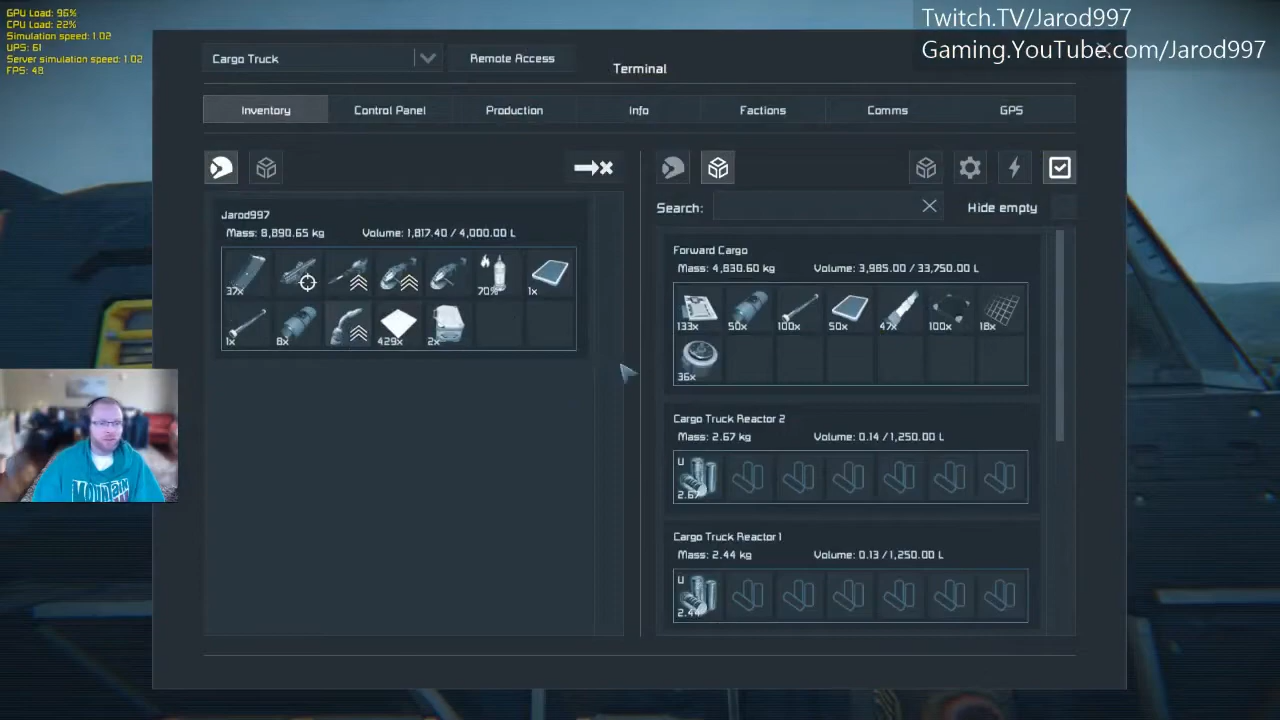 GPU Load: 96%
CPU Load: 22%
Simulation speed: 1.02
UPS: 61
Server simulation speed: 1.02
FPS: 48
Twitch.TV/Jarod997
Gaming.YouTube.com/Jarod997
Cargo Truck
Remote Access
Terminal
Inventory
Control Panel
Production
Info
Factions
Comms
GPS
Search:
Hide empty
Jarod997
Mass: 8,890.65 kg
Volume: 1,817.40 / 4,000.00 L
37x
70%
1x
1x
8x
429x
2x
Forward Cargo
Mass: 4,830.60 kg
Volume: 3,985.00 / 33,750.00 L
133x
50x
100x
50x
47x
100x
18x
36x
Cargo Truck Reactor 2
Mass: 2.67 kg
Volume: 0.14 / 1,250.00 L
U
2.67
Cargo Truck Reactor 1
Mass: 2.44 kg
Volume: 0.13 / 1,250.00 L
U
2.44